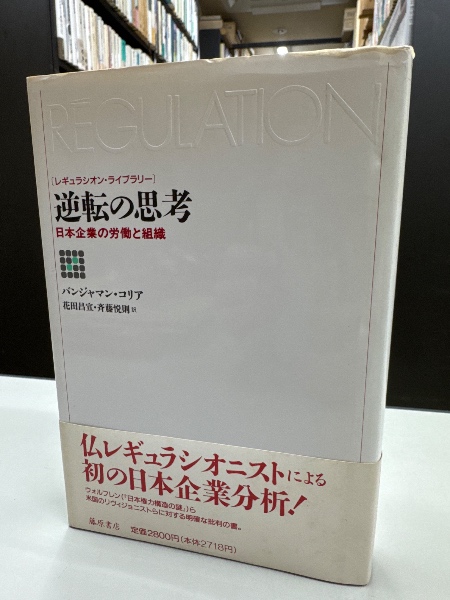 REGULATION
[レギュラシオン・ライブラリー]
逆転の思考
日本企業の労働と組織
バンジャマン・コリア
花田昌宣・斉藤悦則 訳
仏レギュラシオニストによる
初の日本企業分析!
ウォルフレン(『日本権力構造の謎』)ら
米国のリヴィジョニストらに対する明確な批判の書。
藤原書店 定価2800円(本体2718円)